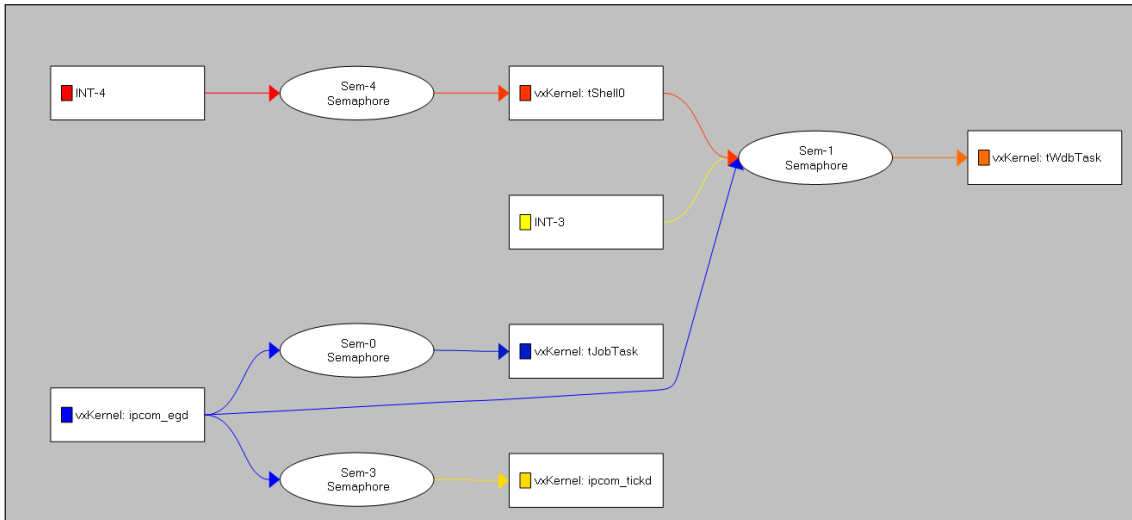 INT-4
Sem-4
Semaphore
vxKernel: tShell0
Sem-1
Semaphore
vxKernel: tWdbTask
INT-3
Sem-0
Semaphore
vxKernel: tJobTask
vxKernel: ipcom_egd
Sem-3
Semaphore
vxKernel: ipcom_tickd